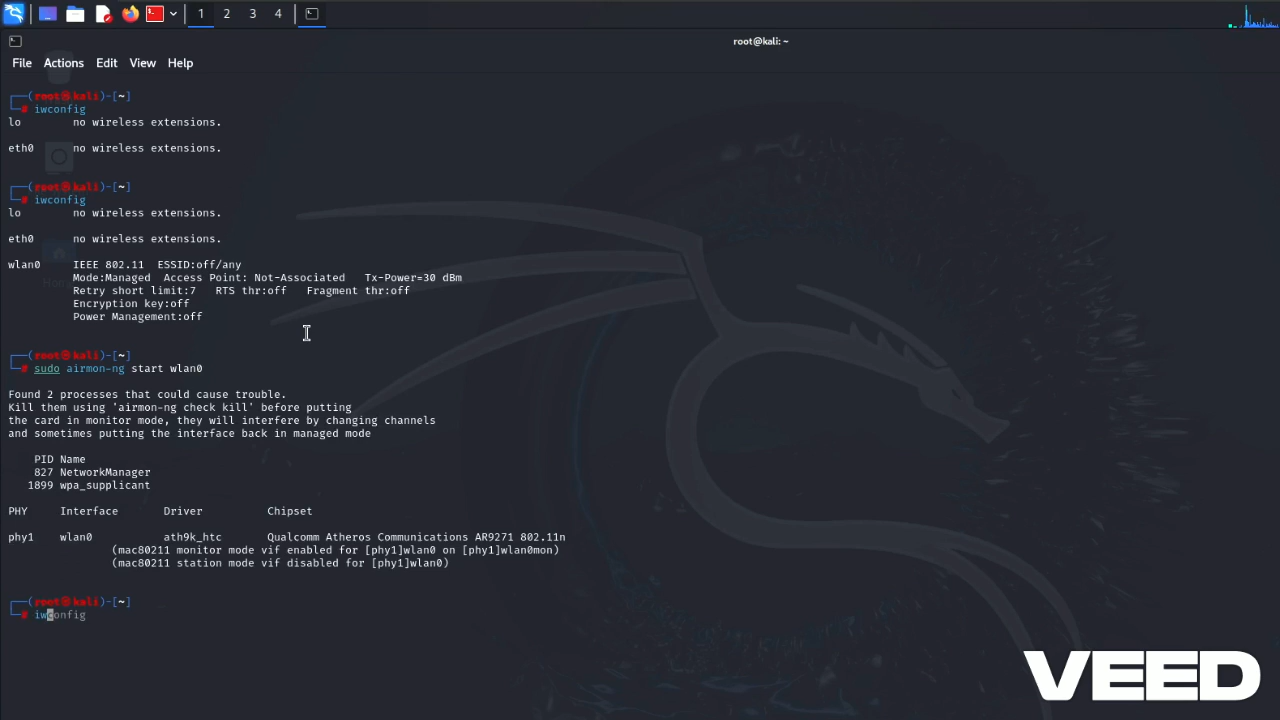 1 2 3 4
root@kali: ~
File Actions Edit View Help
┌──(root㉿kali)-[~]
└─# iwconfig
lo        no wireless extensions.
eth0      no wireless extensions.
┌──(root㉿kali)-[~]
└─# iwconfig
lo        no wireless extensions.
eth0      no wireless extensions.
wlan0     IEEE 802.11  ESSID:off/any
          Mode:Managed  Access Point: Not-Associated   Tx-Power=30 dBm
          Retry short limit:7   RTS thr:off   Fragment thr:off
          Encryption key:off
          Power Management:off
┌──(root㉿kali)-[~]
└─# sudo airmon-ng start wlan0
Found 2 processes that could cause trouble.
Kill them using 'airmon-ng check kill' before putting
the card in monitor mode, they will interfere by changing channels
and sometimes putting the interface back in managed mode
    PID Name
    827 NetworkManager
   1899 wpa_supplicant
PHY     Interface       Driver          Chipset
phy1    wlan0           ath9k_htc       Qualcomm Atheros Communications AR9271 802.11n
                (mac80211 monitor mode vif enabled for [phy1]wlan0 on [phy1]wlan0mon)
                (mac80211 station mode vif disabled for [phy1]wlan0)
┌──(root㉿kali)-[~]
└─# iwconfig
VEED